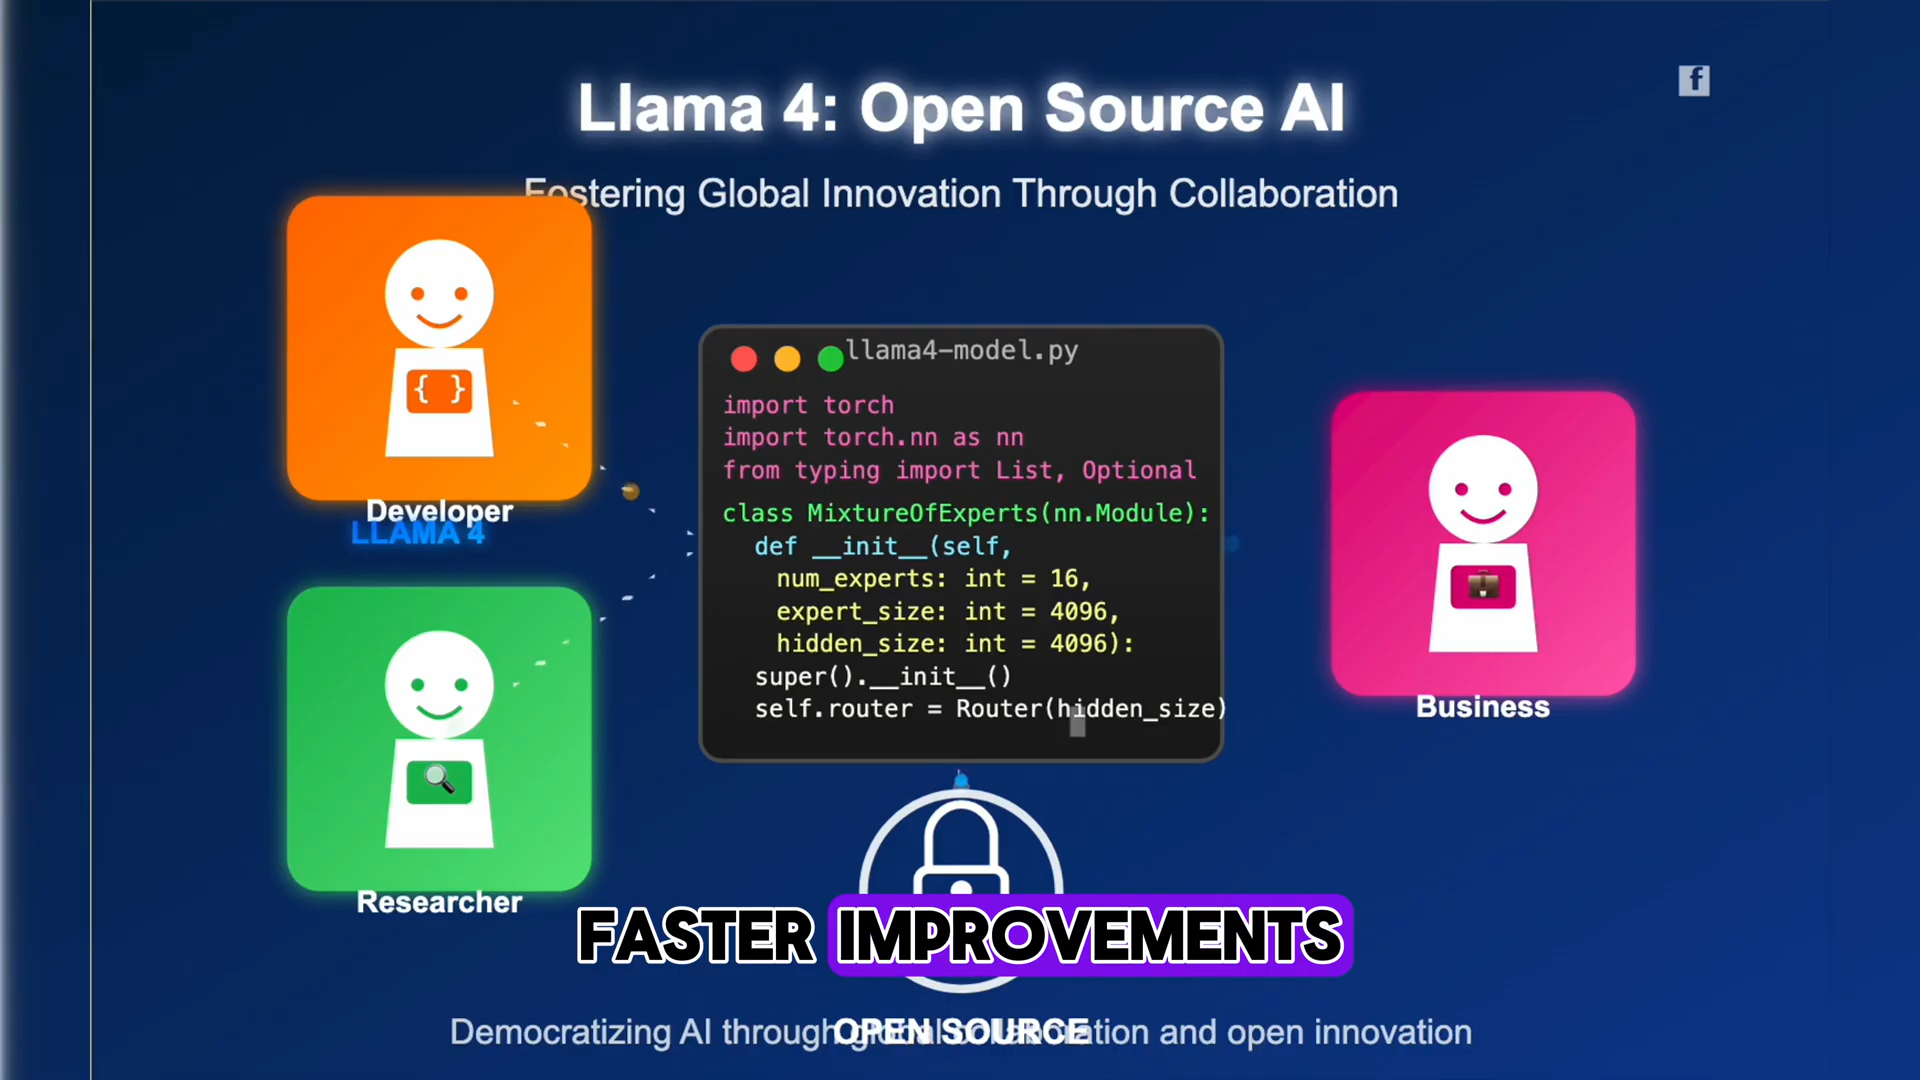 Llama 4: Open Source AI
f
Fostering Global Innovation Through Collaboration
{ }
Developer
LLAMA 4
Researcher
llama4-model.py
import torch
import torch.nn as nn
from typing import List, Optional
class MixtureOfExperts(nn.Module):
def __init__(self,
num_experts: int = 16,
expert_size: int = 4096,
hidden_size: int = 4096):
super().__init__()
self.router = Router(hidden_size)
Business
FASTER IMPROVEMENTS
OPEN SOURCE
Democratizing AI through global collaboration and open innovation